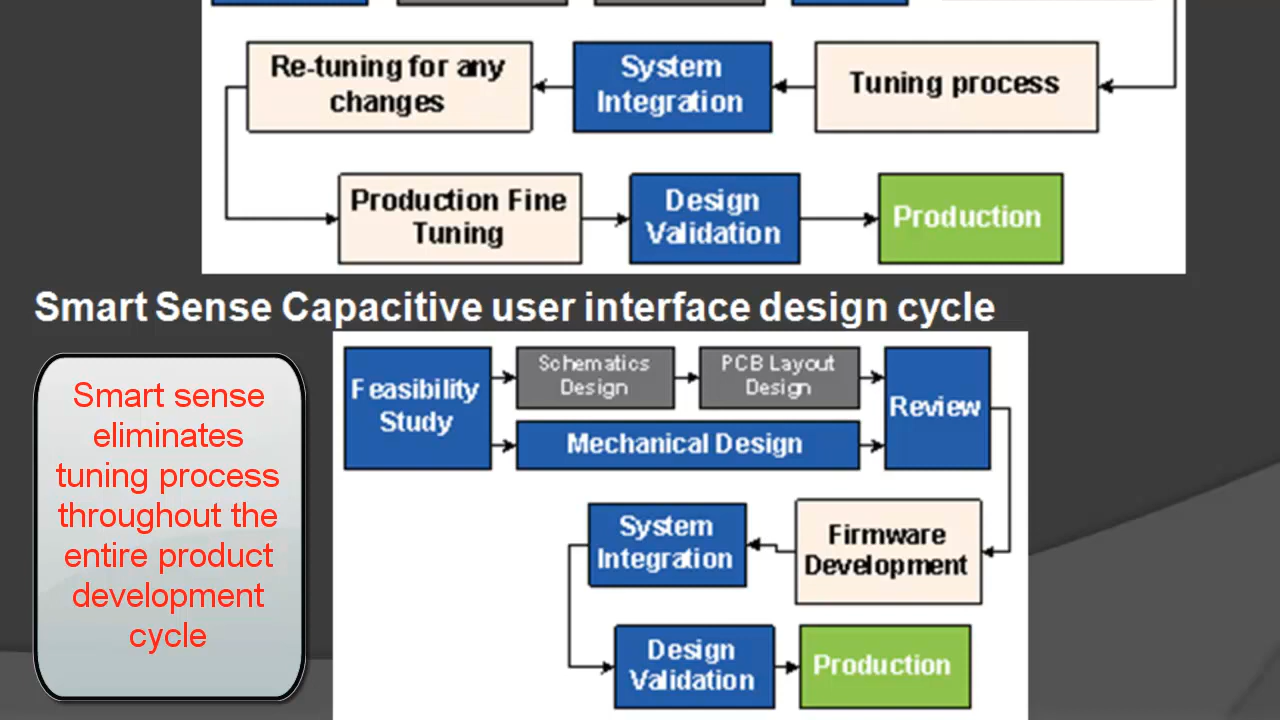 Re-tuning for any
changes
System
Integration
Tuning process
Production Fine
Tuning
Design
Validation
Production
Smart Sense Capacitive user interface design cycle
Smart sense
eliminates
tuning process
throughout the
entire product
development
cycle
Feasibility
Study
Schematics
Design
PCB Layout
Design
Mechanical Design
Review
System
Integration
Firmware
Development
Design
Validation
Production